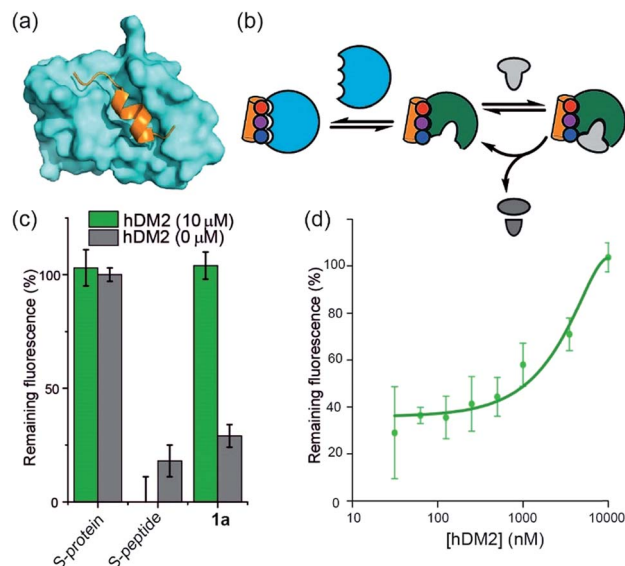 (a)
(b)
(c)
hDM2 (10 μM)
hDM2 (0 μM)
Remaining fluorescence (%)
100
50
0
S-protein
S-peptide
1a
(d)
Remaining fluorescence (%)
100
80
60
40
20
0
10
100
1000
10000
[hDM2] (nM)